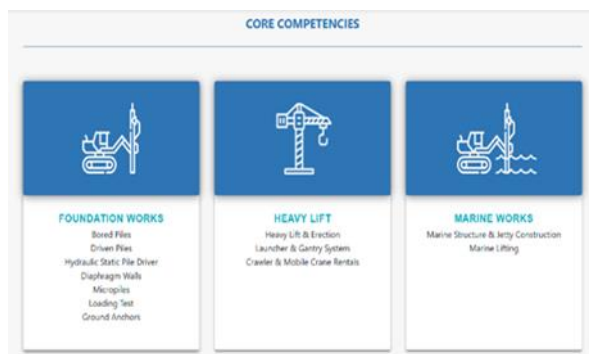 CORE COMPETENCIES
FOUNDATION WORKS
Bored Piles
Driven Piles
Hydraulic Static Pile Driver
Diaphragm Walls
Micropiles
Loading Test
Ground Anchors
HEAVY LIFT
Heavy Lift & Erection
Launcher & Gantry System
Crawler & Mobile Crane Rentals
MARINE WORKS
Marine Structure & Jetty Construction
Marine Lifting